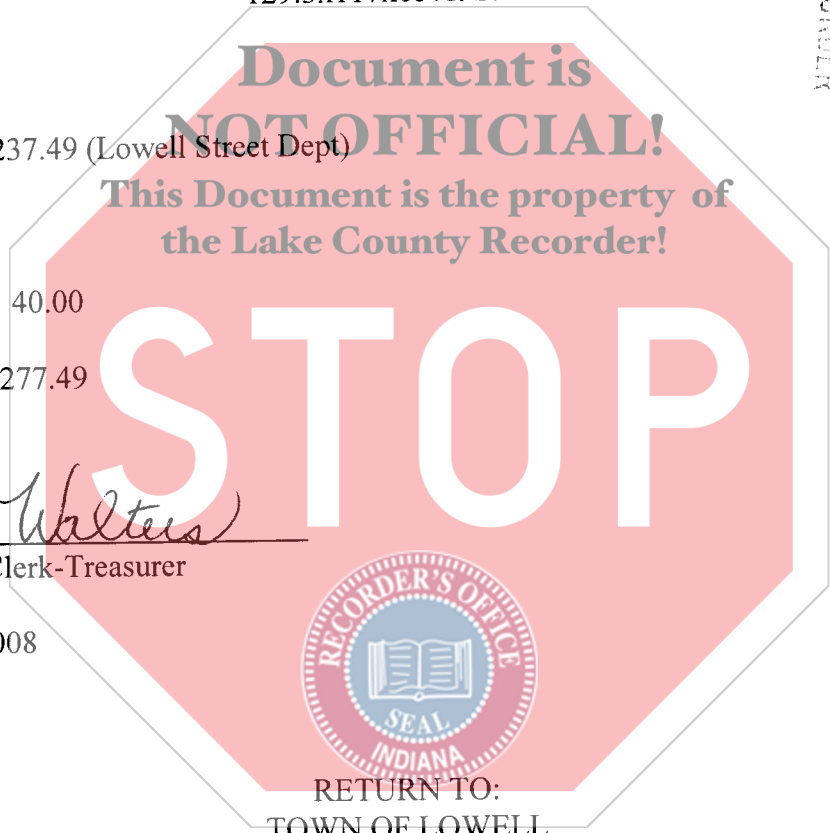 Document is
NOT OFFICIAL!
237.49 (Lowell Street Dept)
This Document is the property of
the Lake County Recorder!
40.00
277.49
STOP
Walters
Clerk-Treasurer
008
RECORDER'S OFFICE
SEAL
INDIANA
RETURN TO:
TOWN OF LOWELL